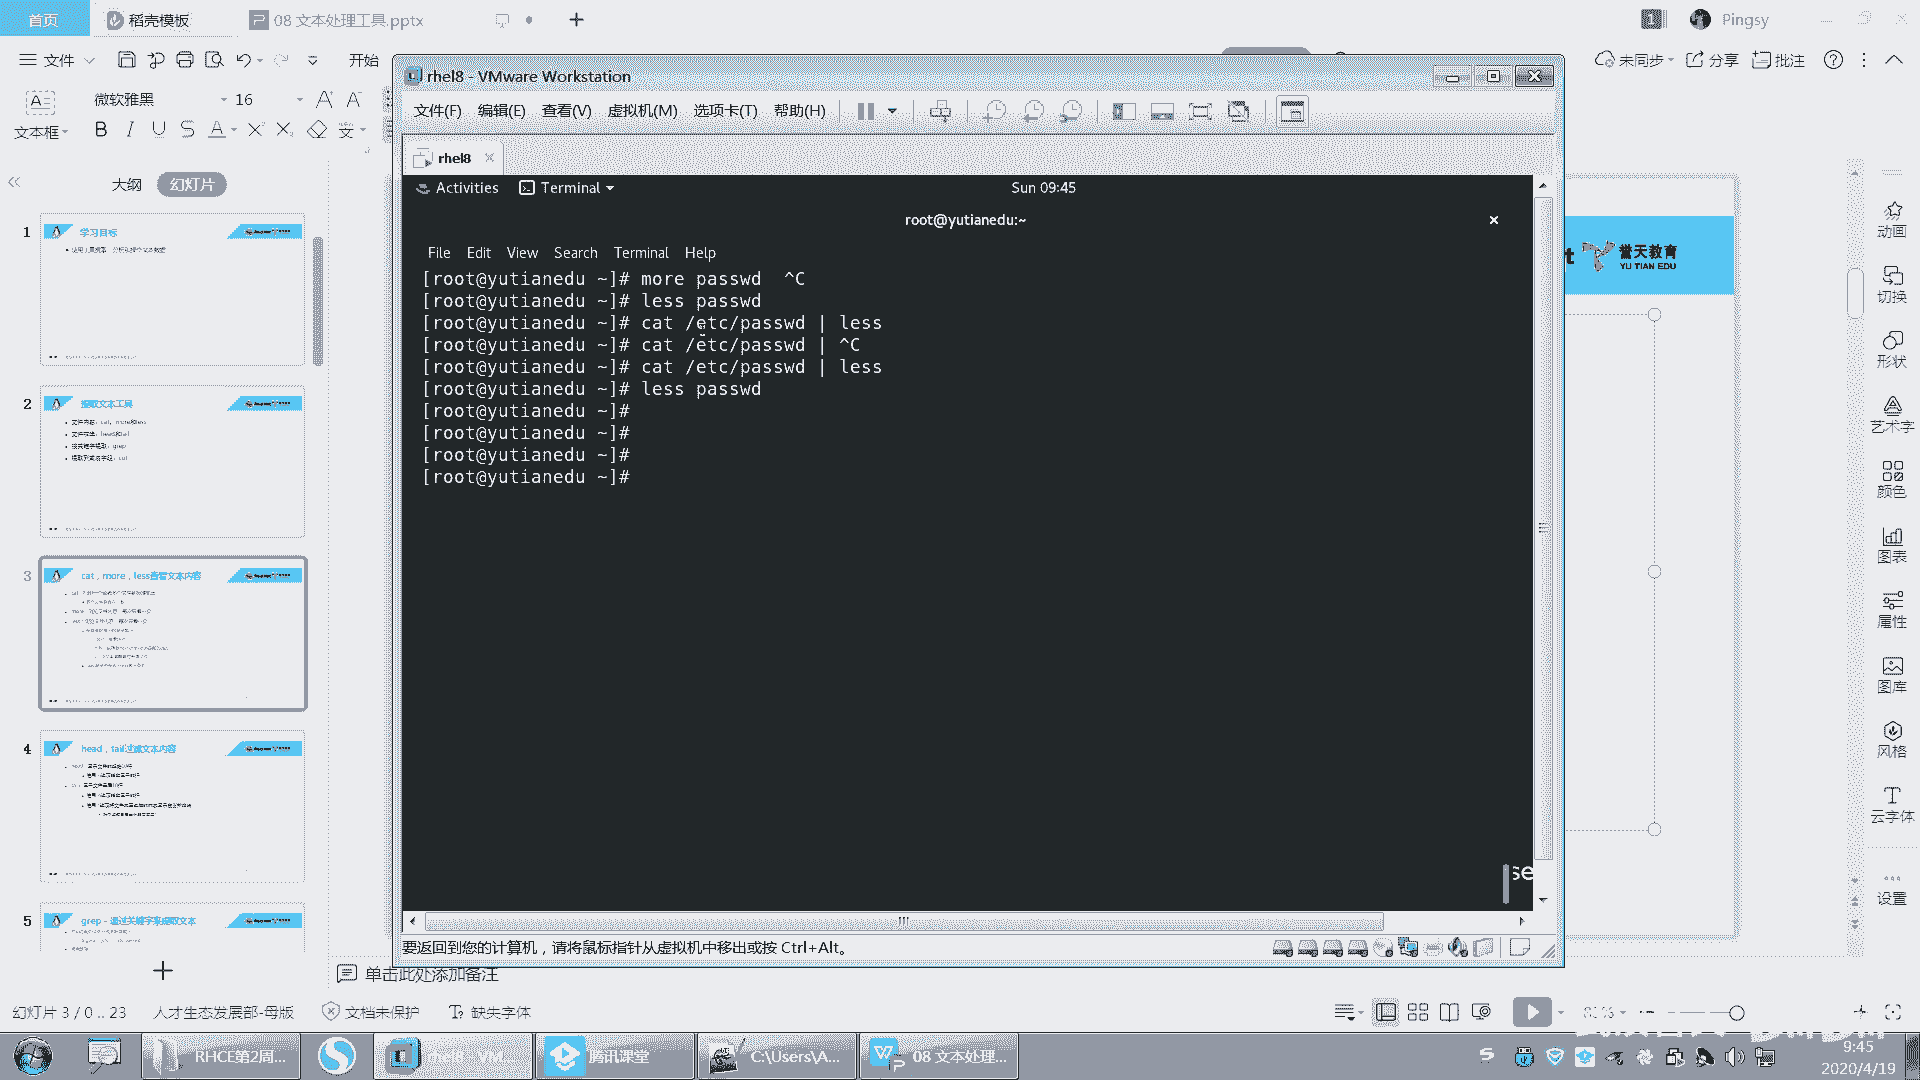 首页
稻壳模板
08 文本处理工具.pptx
1
Pingsy
文件
开始
未同步
分享
批注
微软雅黑
16
文本框
大纲
幻灯片
rhel8 - VMware Workstation
文件(F) 编辑(E) 查看(V) 虚拟机(M) 选项卡(T) 帮助(H)
rhel8
Activities
Terminal
Sun 09:45
root@yutianedu:~
File Edit View Search Terminal Help
[root@yutianedu ~]# more passwd ^C
[root@yutianedu ~]# less passwd
[root@yutianedu ~]# cat /etc/passwd | less
[root@yutianedu ~]# cat /etc/passwd | ^C
[root@yutianedu ~]# cat /etc/passwd | less
[root@yutianedu ~]# less passwd
[root@yutianedu ~]#
[root@yutianedu ~]#
[root@yutianedu ~]#
[root@yutianedu ~]#
se
要返回到您的计算机，请将鼠标指针从虚拟机中移出或按 Ctrl+Alt。
1
学习目标
2
提取文本工具
3
cat，more，less查看文本内容
4
head，tail过滤文本内容
5
grep - 通过关键字来提取文本
誉天教育
YU TIAN EDU
动画
切换
形状
艺术字
颜色
图表
属性
图库
风格
云字体
设置
单击此处添加备注
幻灯片 3 / 0 .. 23
人才生态发展部-母版
文档未保护
缺失字体
RHCE第2周...
腾讯课堂
C:\Users\A...
08 文本处理...
9:45
2020/4/19